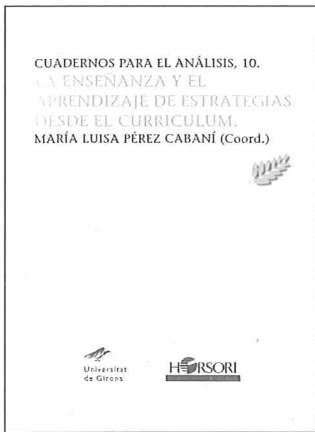 CUADERNOS PARA EL ANÁLISIS, 10.
LA ENSEÑANZA Y EL
APRENDIZAJE DE ESTRATEGIAS
DESDE EL CURRICULUM.
MARÍA LUISA PÉREZ CABANÍ (Coord.)
Universitat
de Girona
HORSORI